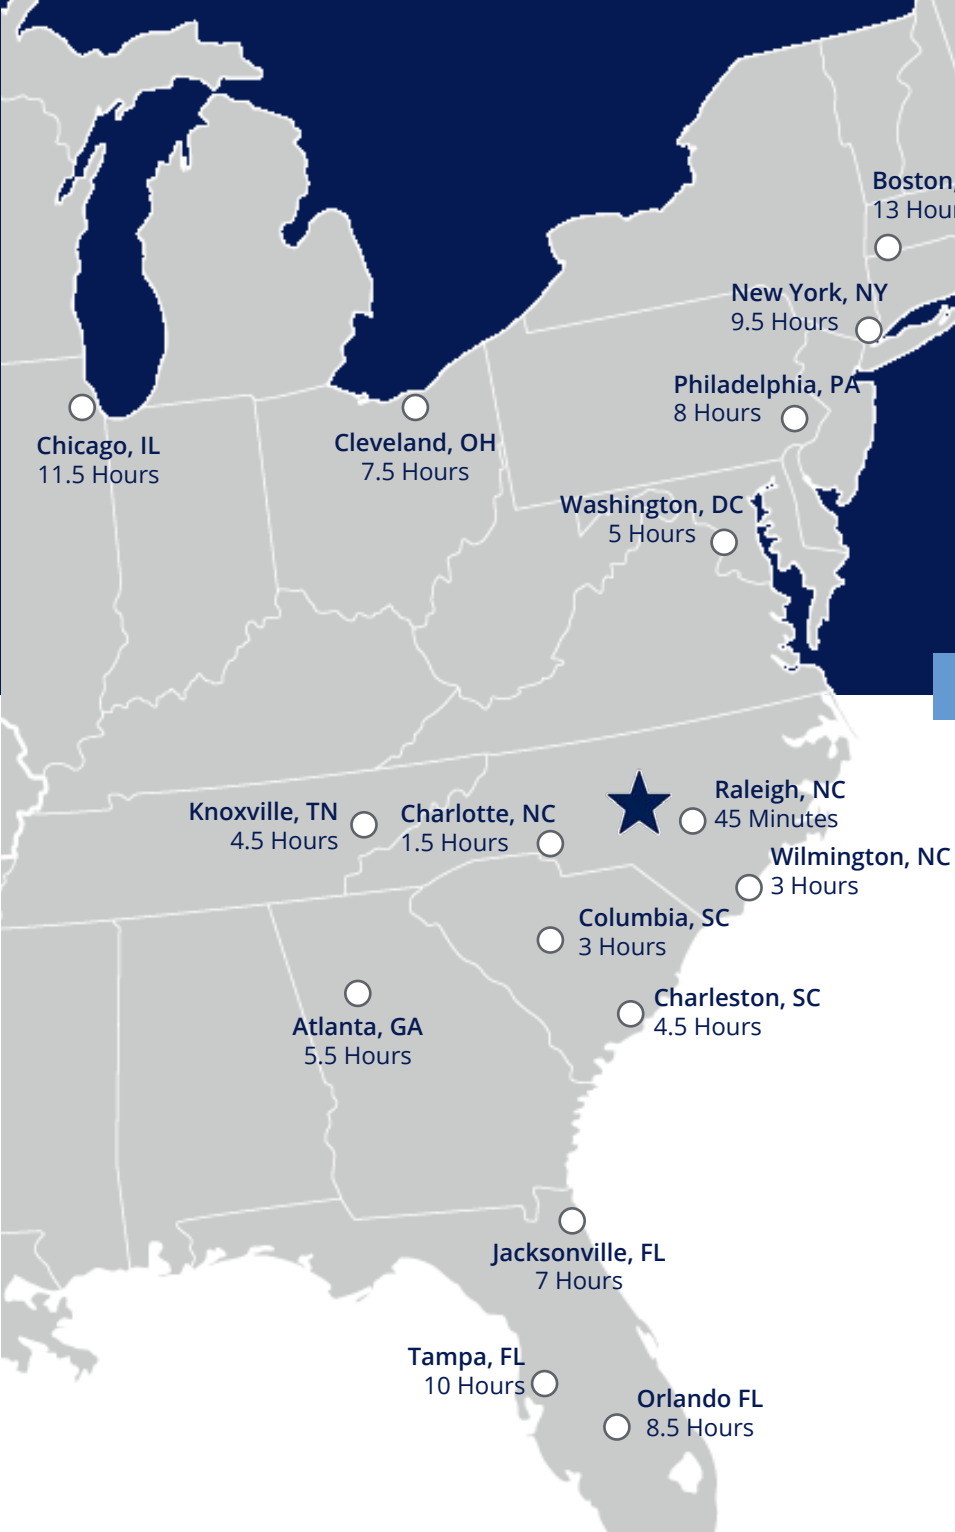 Boston,
13 Hour
New York, NY
9.5 Hours
Philadelphia, PA
8 Hours
Chicago, IL
11.5 Hours
Cleveland, OH
7.5 Hours
Washington, DC
5 Hours
Raleigh, NC
45 Minutes
Knoxville, TN
4.5 Hours
Charlotte, NC
1.5 Hours
Wilmington, NC
3 Hours
Columbia, SC
3 Hours
Charleston, SC
4.5 Hours
Atlanta, GA
5.5 Hours
Jacksonville, FL
7 Hours
Tampa, FL
10 Hours
Orlando FL
8.5 Hours